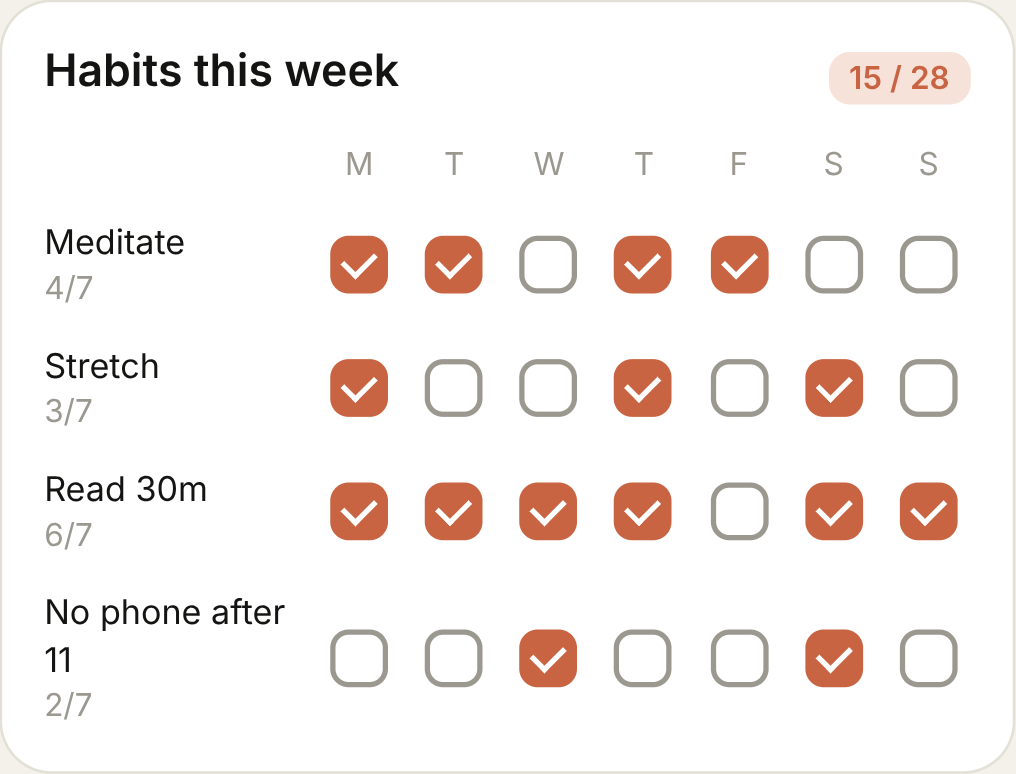 Habits this week
15 / 28
M T W T F S S
Meditate
4/7
Stretch
3/7
Read 30m
6/7
No phone after
11
2/7